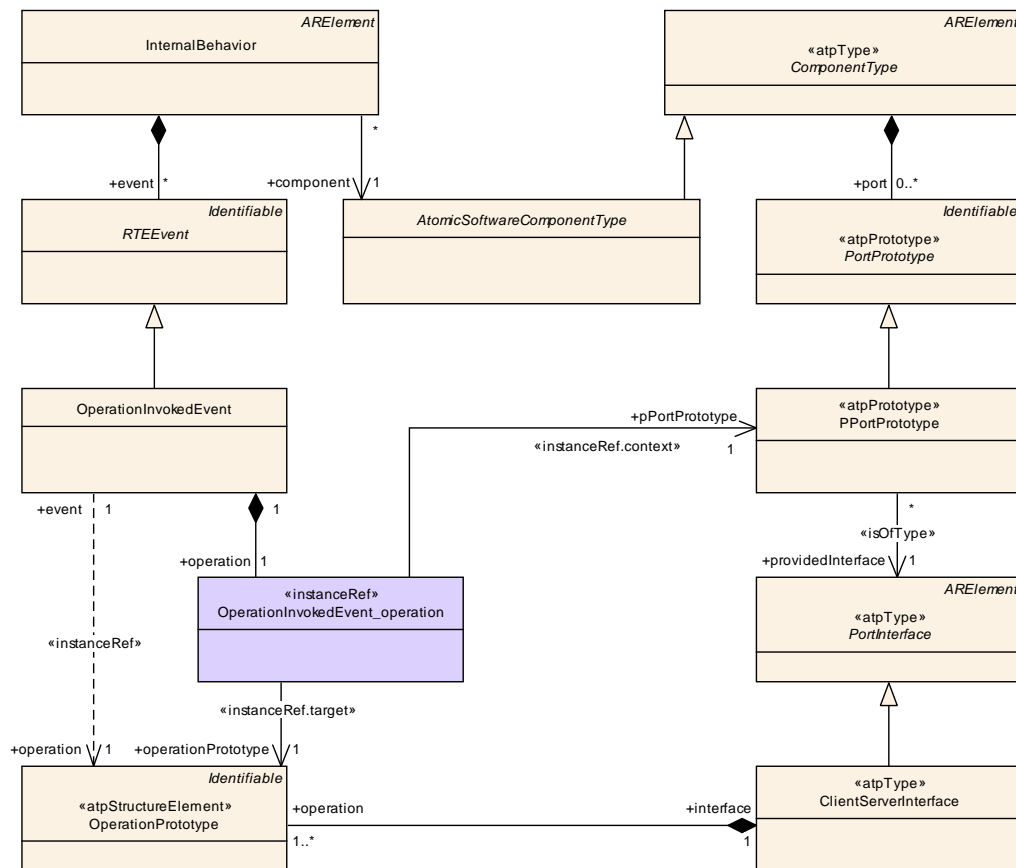 ARElement
InternalBehavior
ARElement
«atpType»
ComponentType
*
+event *
+component 1
+port 0..*
Identifiable
RTEEvent
AtomicSoftwareComponentType
Identifiable
«atpPrototype»
PortPrototype
OperationInvokedEvent
+pPortPrototype
«instanceRef.context» 1
«atpPrototype»
PPortPrototype
+event 1
1
*
«isOfType»
+operation 1
+providedInterface 1
«instanceRef»
OperationInvokedEvent_operation
ARElement
«atpType»
PortInterface
«instanceRef»
«instanceRef.target»
+operation 1
+operationPrototype 1
Identifiable
«atpStructureElement»
OperationPrototype
+operation
1..*
+interface
1
«atpType»
ClientServerInterface